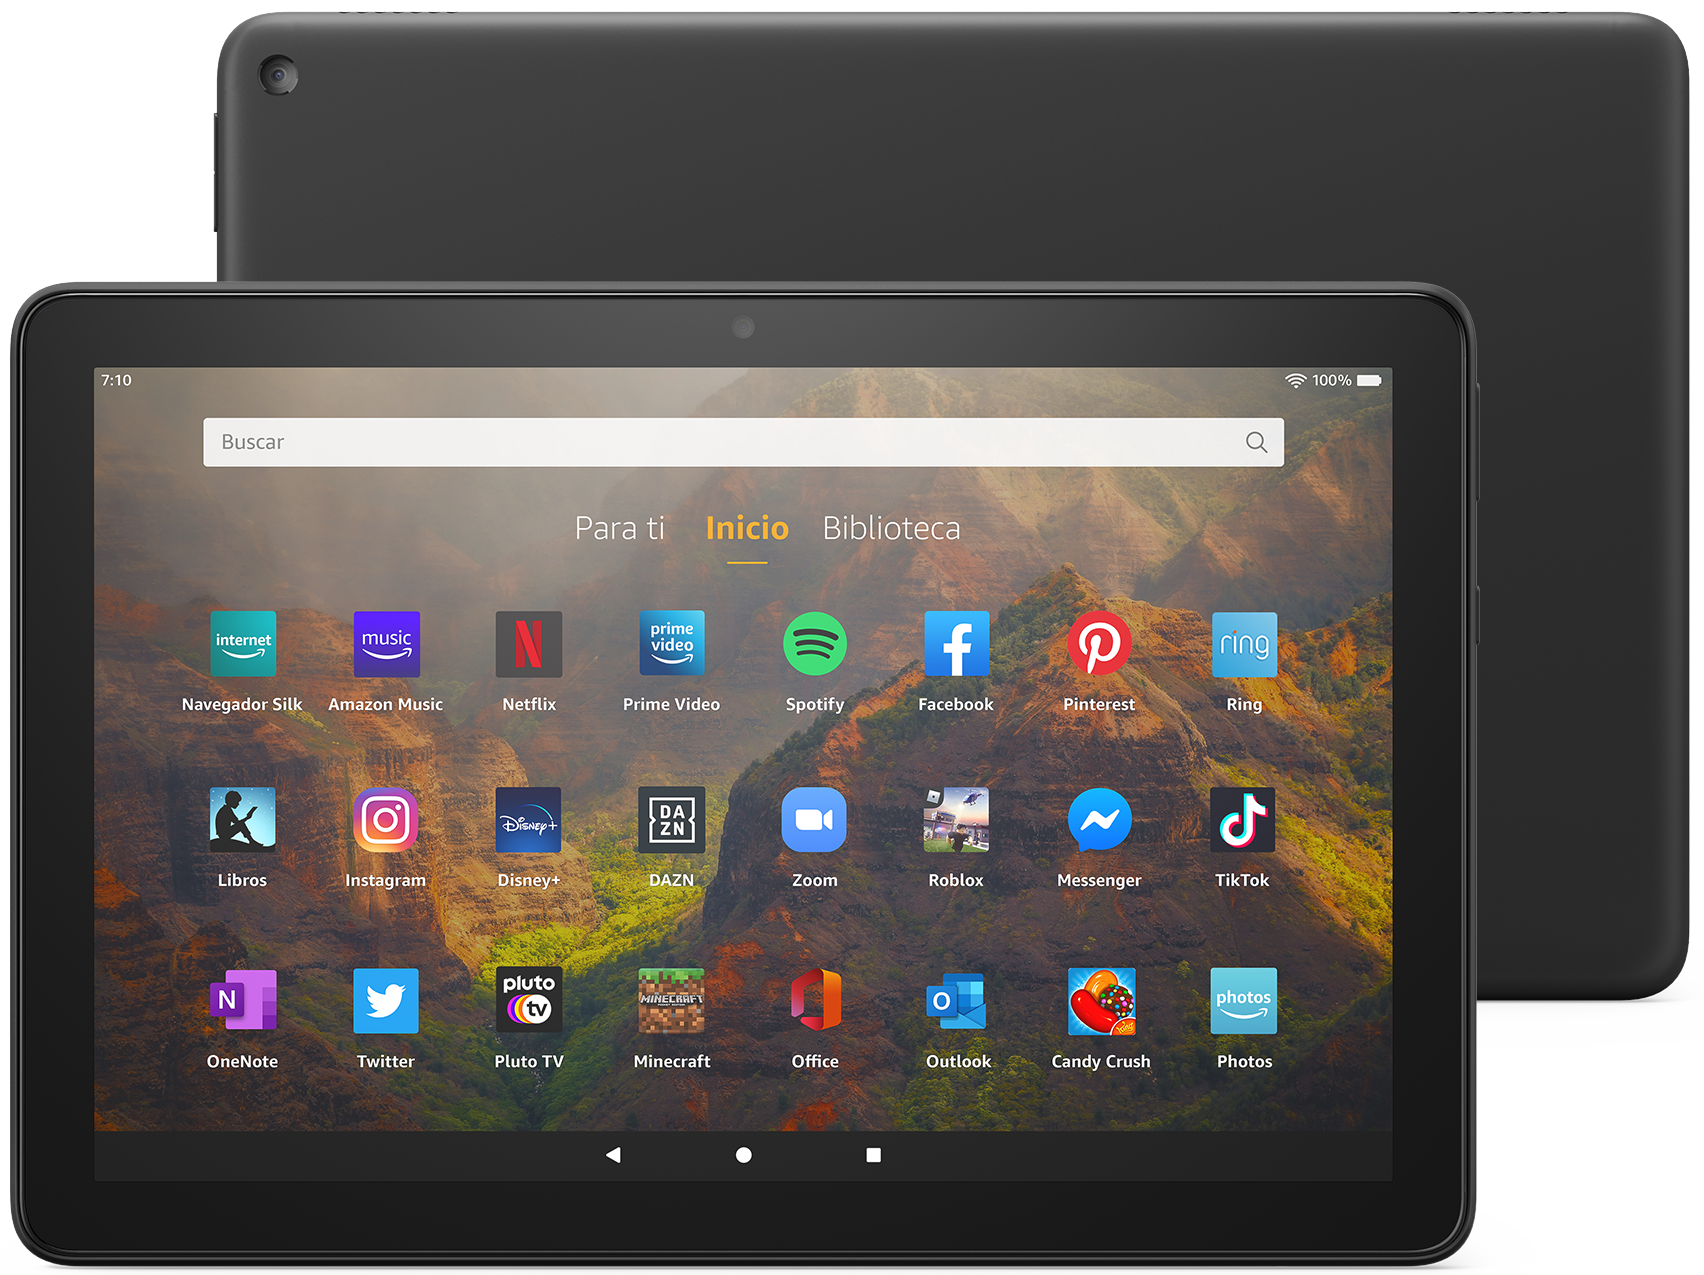 7:10 100%
Buscar
Para ti Inicio Biblioteca
internet music N prime video f P ring
Navegador Silk Amazon Music Netflix Prime Video Spotify Facebook Pinterest Ring
Disney+ DA ZN
Libros Instagram Disney+ DAZN Zoom Roblox Messenger TikTok
N pluto tv MINECRAFT O King photos
OneNote Twitter Pluto TV Minecraft Office Outlook Candy Crush Photos